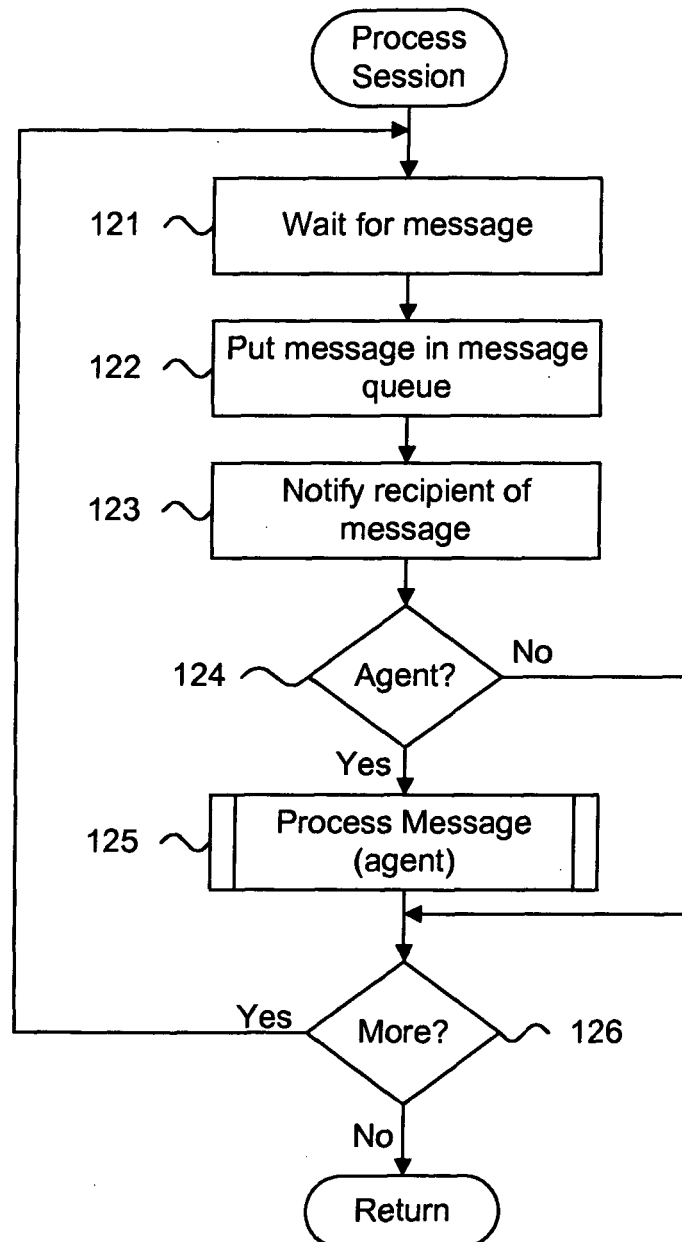 Process
Session
121
Wait for message
122
Put message in message
queue
123
Notify recipient of
message
124
Agent?
No
Yes
125
Process Message
(agent)
Yes
More?
126
No
Return